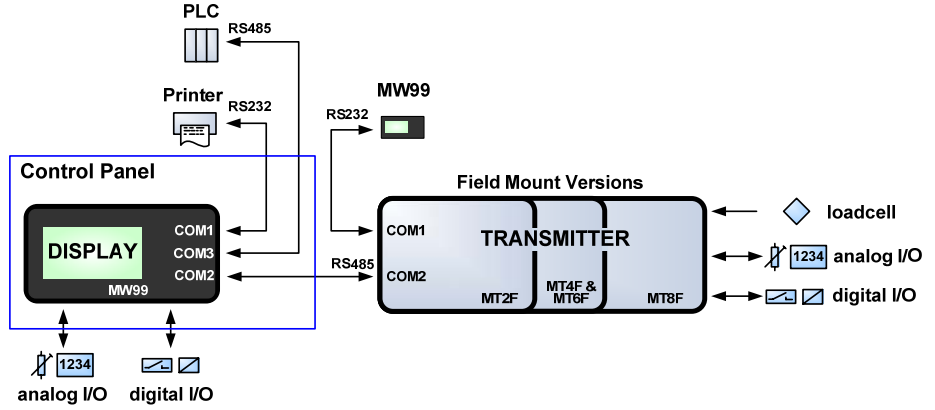 PLC
RS485
Printer
RS232
MW99
RS232
Control Panel
Field Mount Versions
DISPLAY
COM1
COM3
COM2
MW99
RS485
COM1
COM2
TRANSMITTER
MT2F
MT4F &
MT6F
MT8F
loadcell
1234
analog I/O
digital I/O
1234
analog I/O
digital I/O